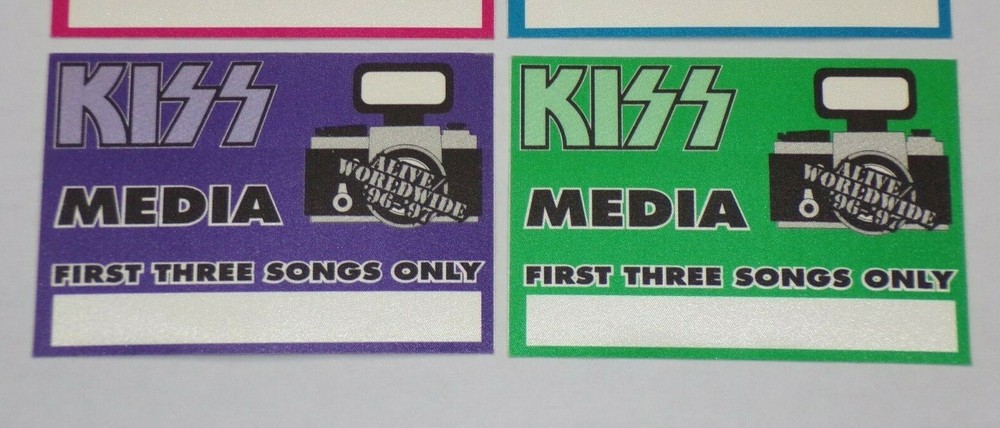 KISS
ALIVE
WORLDWIDE
'96-'97
MEDIA
FIRST THREE SONGS ONLY
KISS
ALIVE
WORLDWIDE
'96-'97
MEDIA
FIRST THREE SONGS ONLY